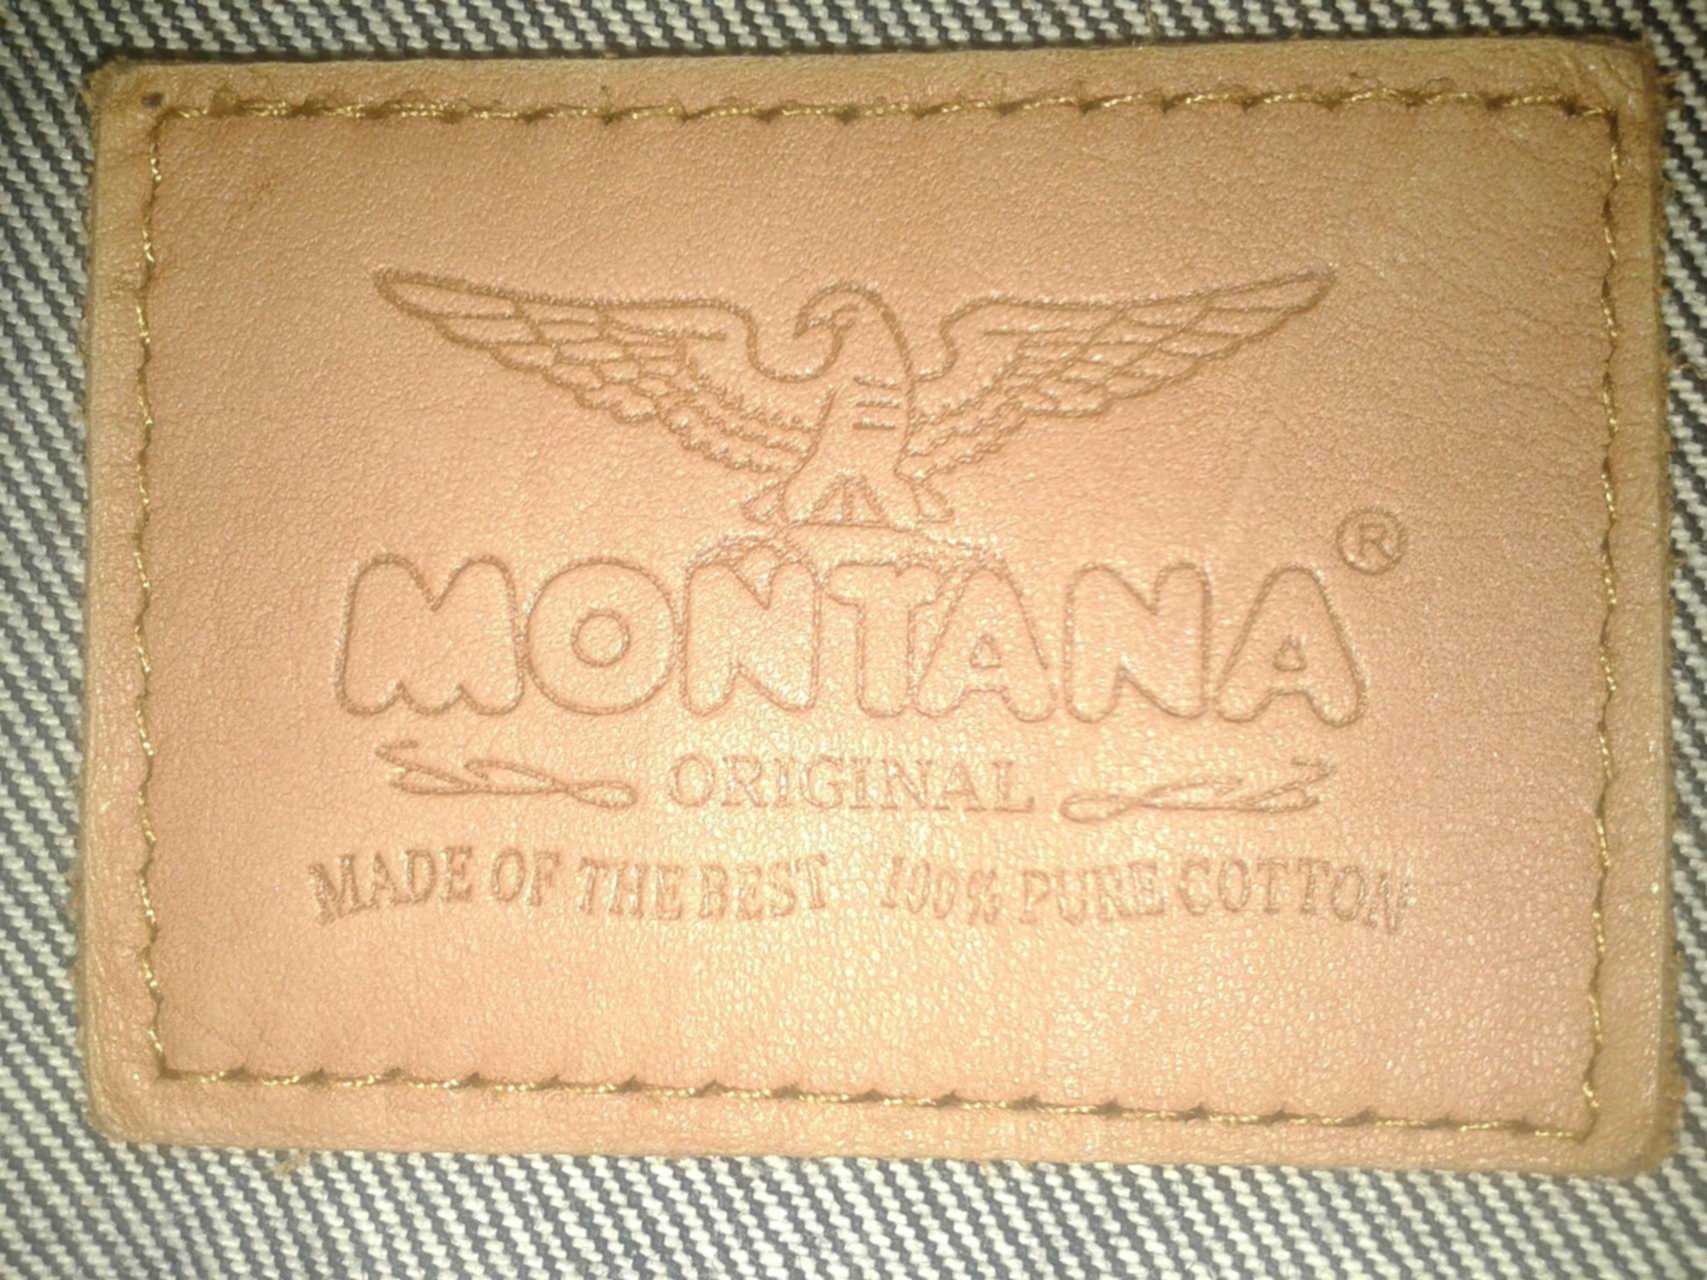 MONTANA®
ORIGINAL
MADE OF THE BEST 100% PURE COTTON